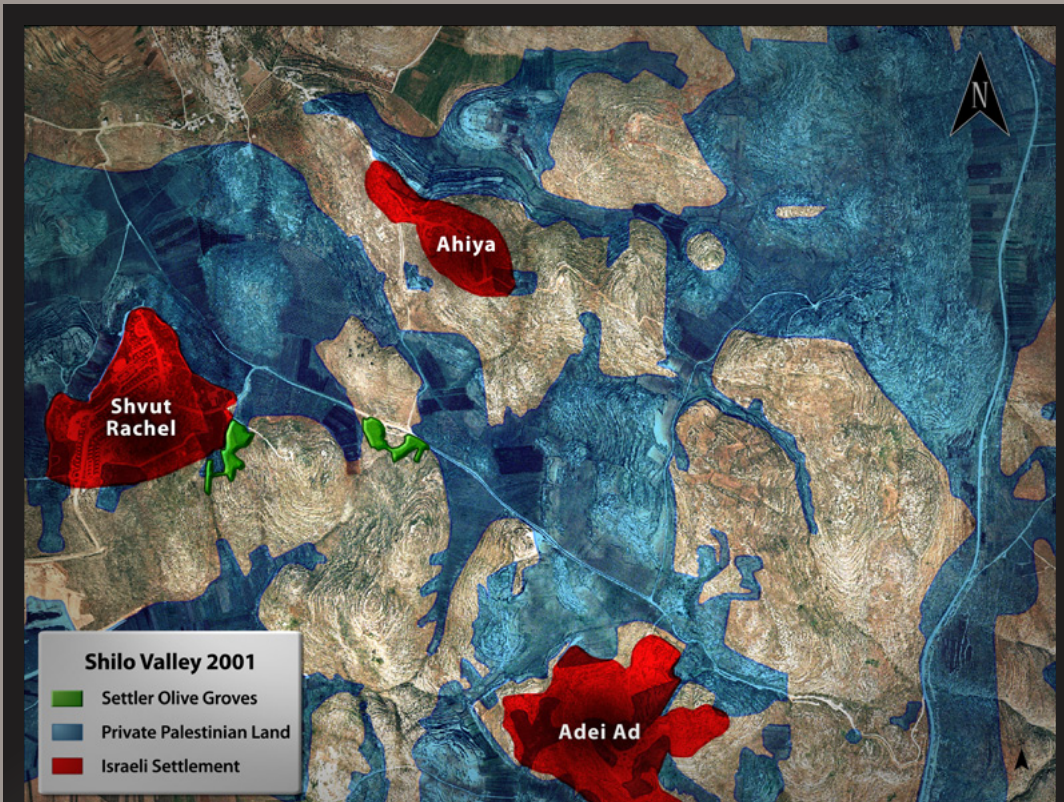 N
Ahiya
Shvut
Rachel
Adei Ad
Shilo Valley 2001
Settler Olive Groves
Private Palestinian Land
Israeli Settlement